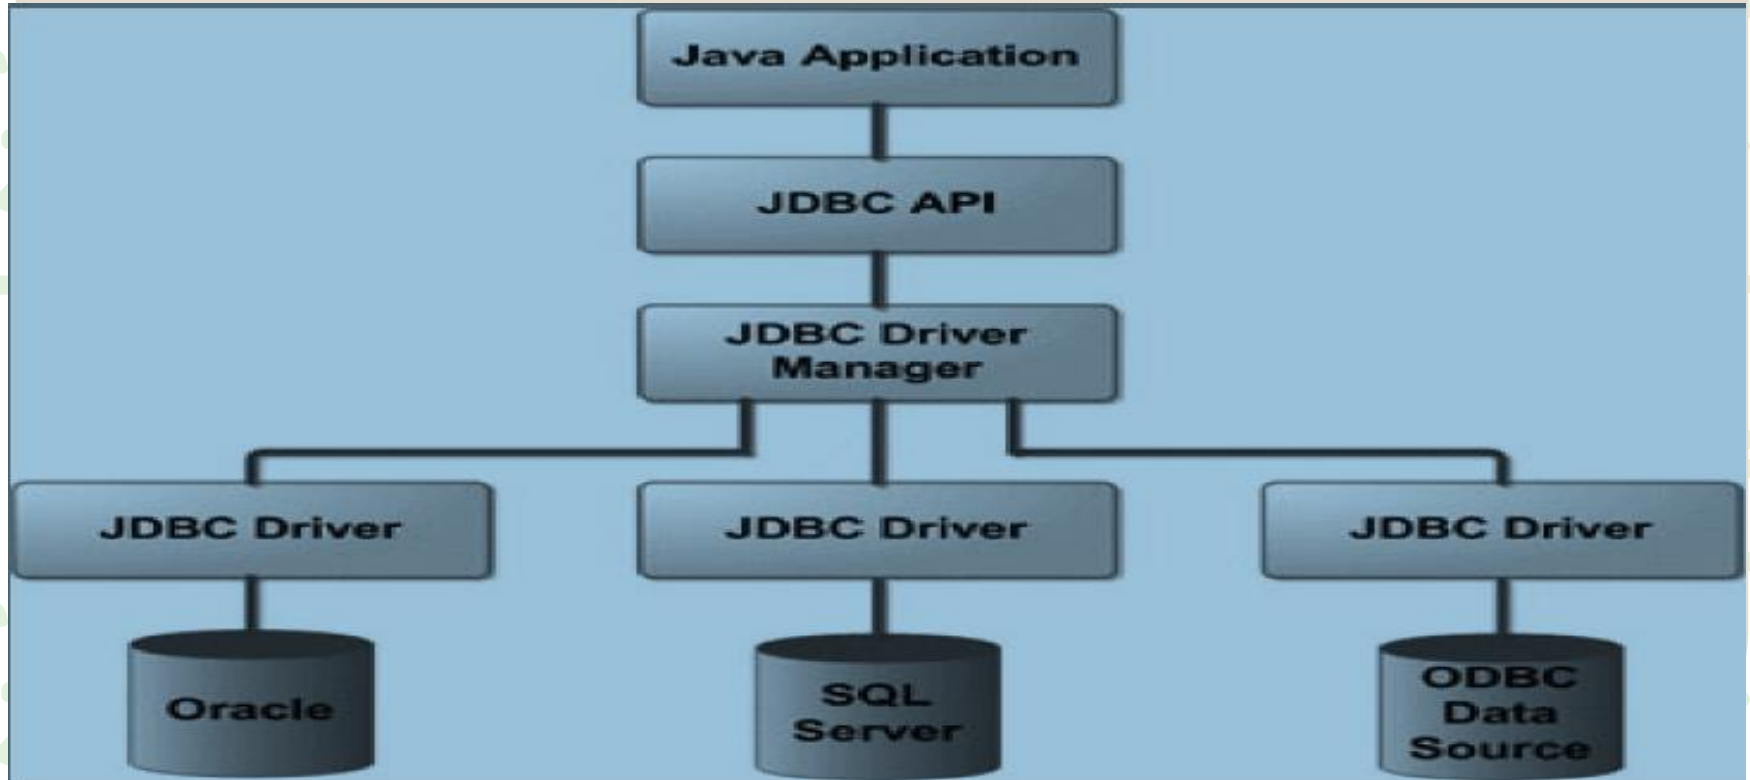 Java Application
JDBC API
JDBC Driver
Manager
JDBC Driver
JDBC Driver
JDBC Driver
Oracle
SQL
Server
ODBC
Data
Source